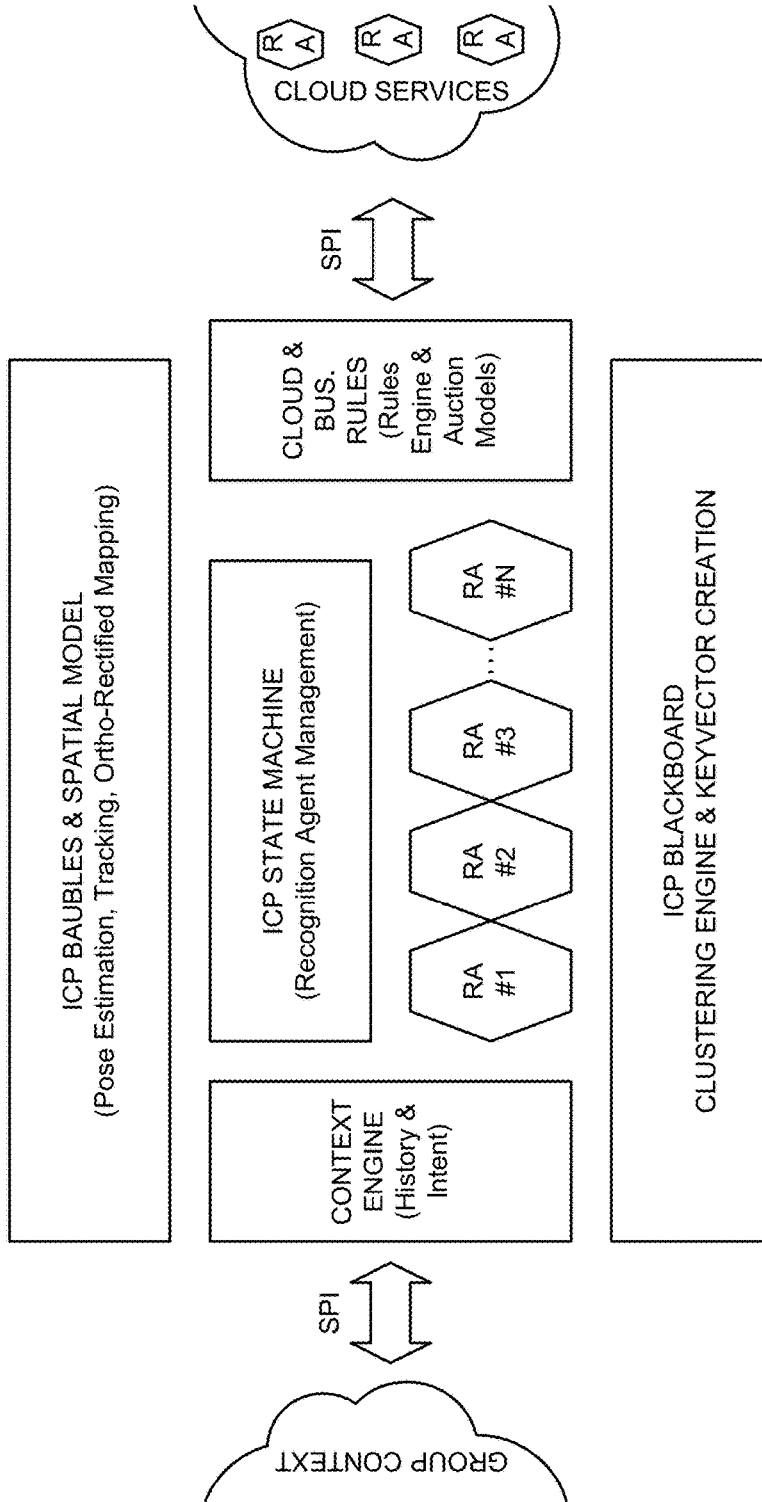 ICP BAUBLES & SPATIAL MODEL
(Pose Estimation, Tracking, Ortho-Rectified Mapping)
GROUP CONTEXT
SPI
CONTEXT
ENGINE
(History &
Intent)
ICP STATE MACHINE
(Recognition Agent Management)
RA
#1
RA
#2
RA
#3
....
RA
#N
CLOUD &
BUS.
RULES
(Rules
Engine &
Auction
Models)
SPI
CLOUD SERVICES
R
A
R
A
R
A
ICP BLACKBOARD
CLUSTERING ENGINE & KEYVECTOR CREATION